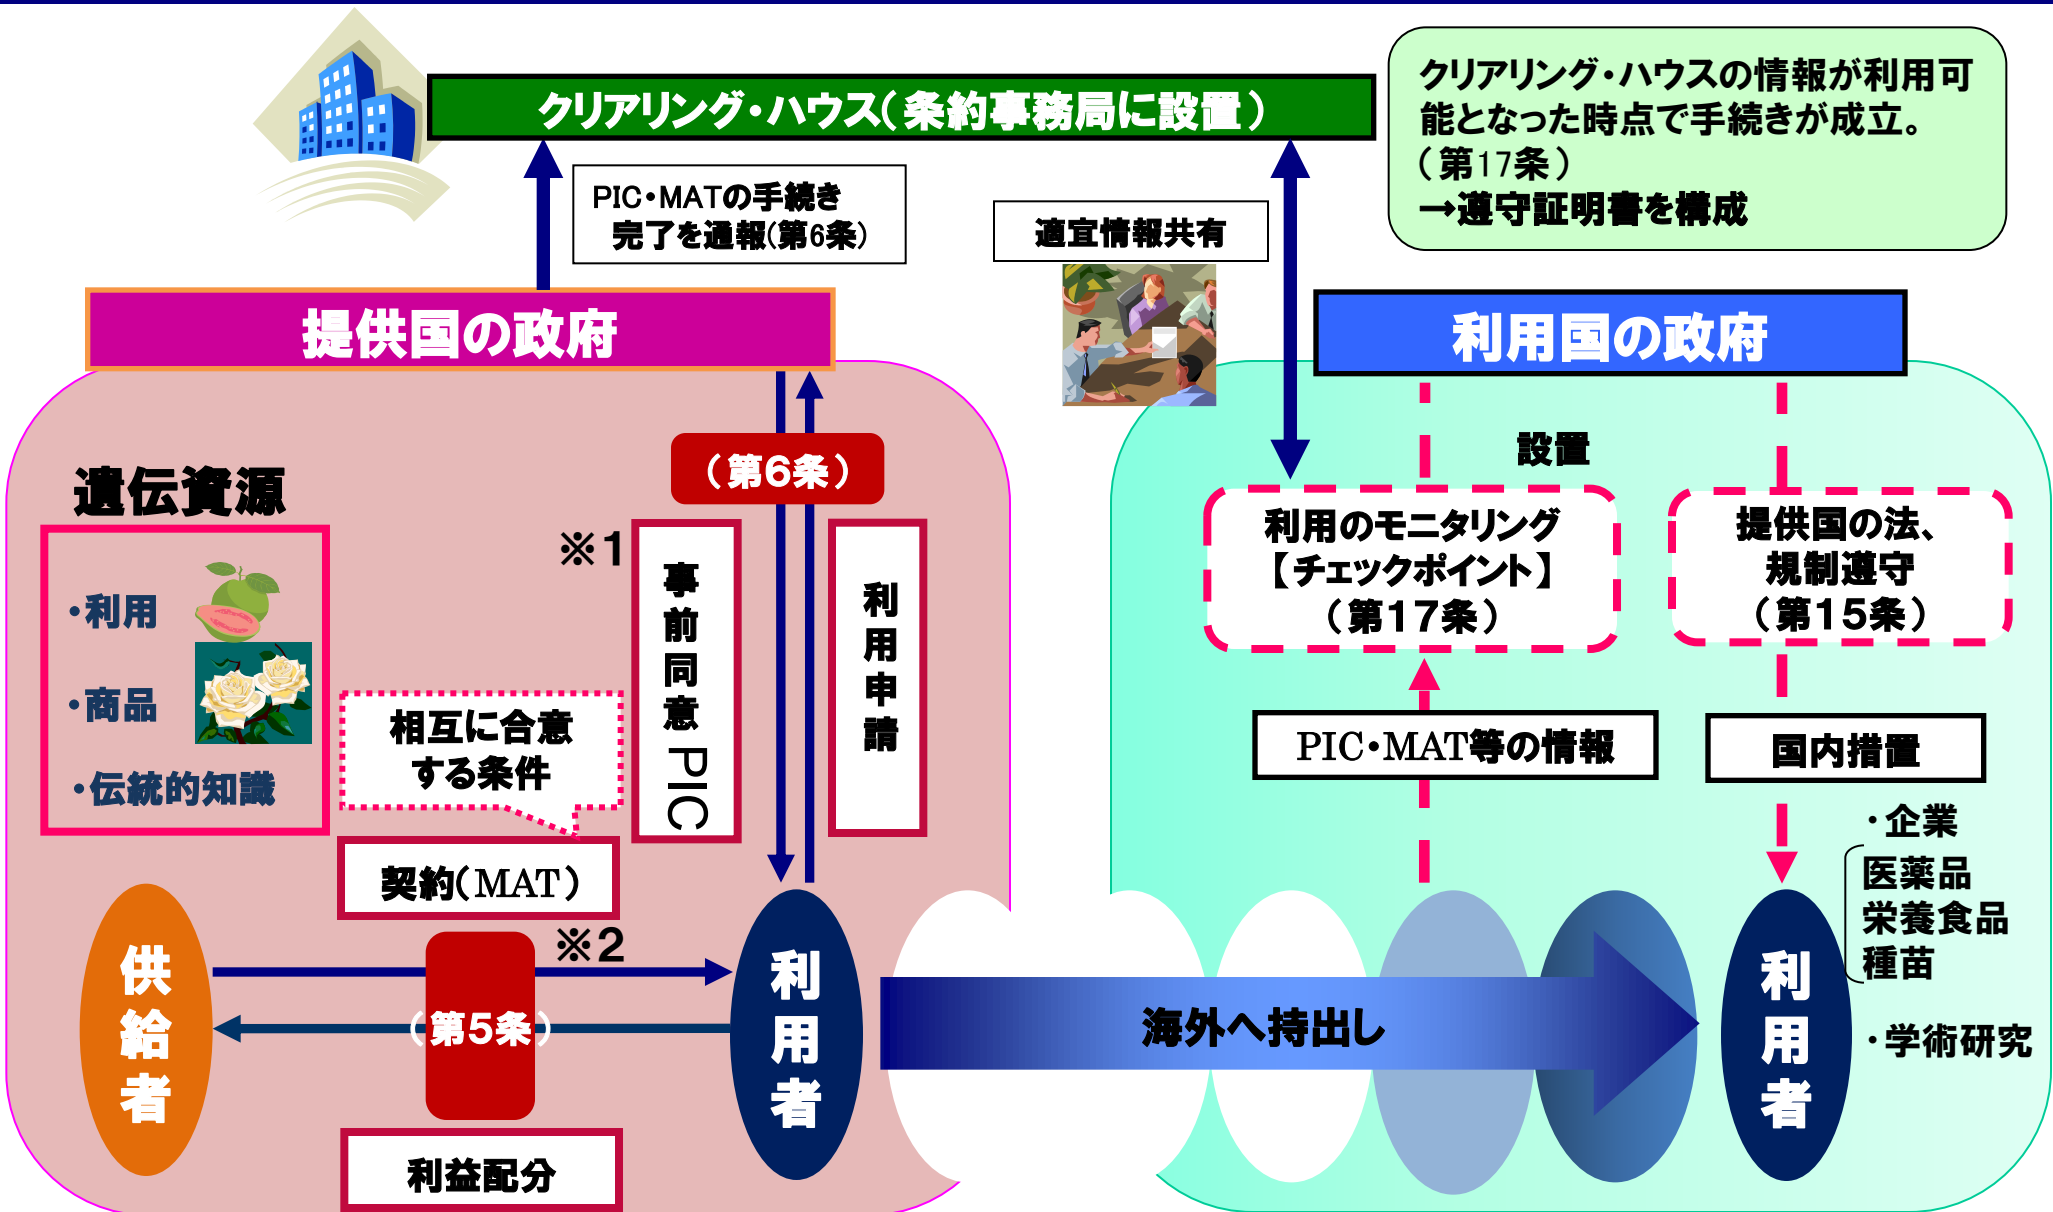 クリアリング・ハウス（条約事務局に設置）
クリアリング・ハウスの情報が利用可
能となった時点で手続きが成立。
（第17条）
→遵守証明書を構成
PIC・MATの手続き
完了を通報(第6条)
適宜情報共有
提供国の政府
利用国の政府
（第６条）
設置
遺伝資源
・利用
・商品
・伝統的知識
※１
事前同意 PIC
利用申請
相互に合意
する条件
契約(MAT)
※２
供給者
（第５条）
利用者
利益配分
海外へ持出し
利用のモニタリング
【チェックポイント】
（第１７条）
提供国の法、
規制遵守
（第１５条）
PIC・MAT等の情報
国内措置
利用者
・企業
医薬品
栄養食品
種苗
・学術研究